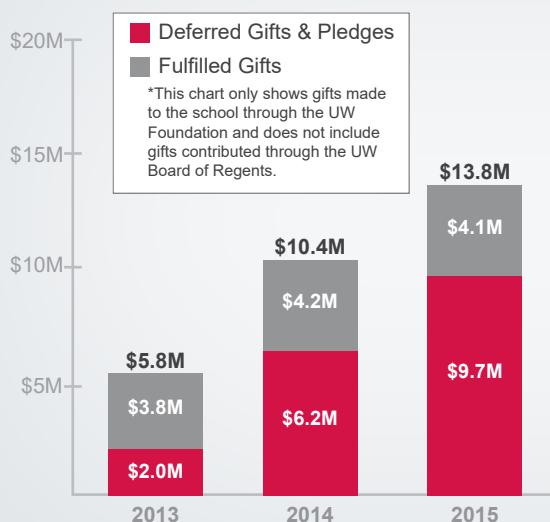 $20M
$15M
$10M
$5M
Deferred Gifts & Pledges
Fulfilled Gifts
*This chart only shows gifts made
to the school through the UW
Foundation and does not include
gifts contributed through the UW
Board of Regents.
$5.8M
$3.8M
$2.0M
2013
$10.4M
$4.2M
$6.2M
2014
$13.8M
$4.1M
$9.7M
2015